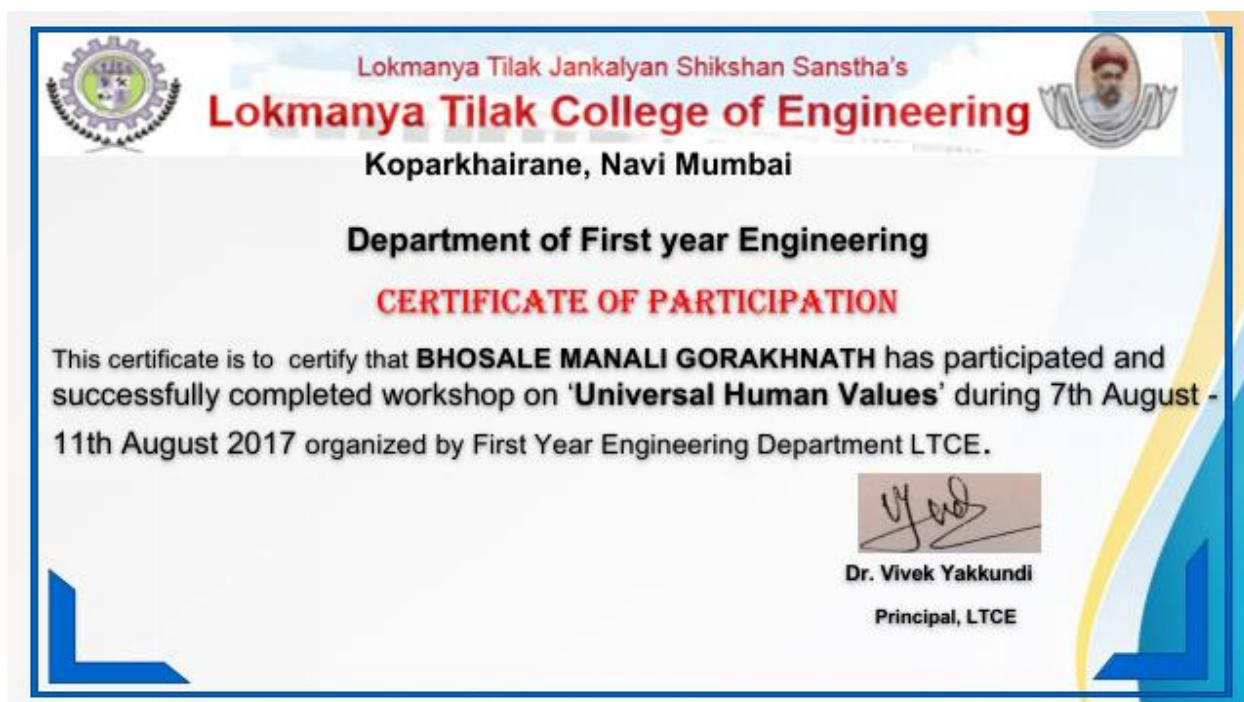 Lokmanya Tilak Jankalyan Shikshan Sanstha's
Lokmanya Tilak College of Engineering
Koparkhairane, Navi Mumbai
Department of First year Engineering
CERTIFICATE OF PARTICIPATION
This certificate is to certify that BHOSALE MANALI GORAKHNATH has participated and
successfully completed workshop on ‘Universal Human Values’ during 7th August -
11th August 2017 organized by First Year Engineering Department LTCE.
Dr. Vivek Yakkundi
Principal, LTCE